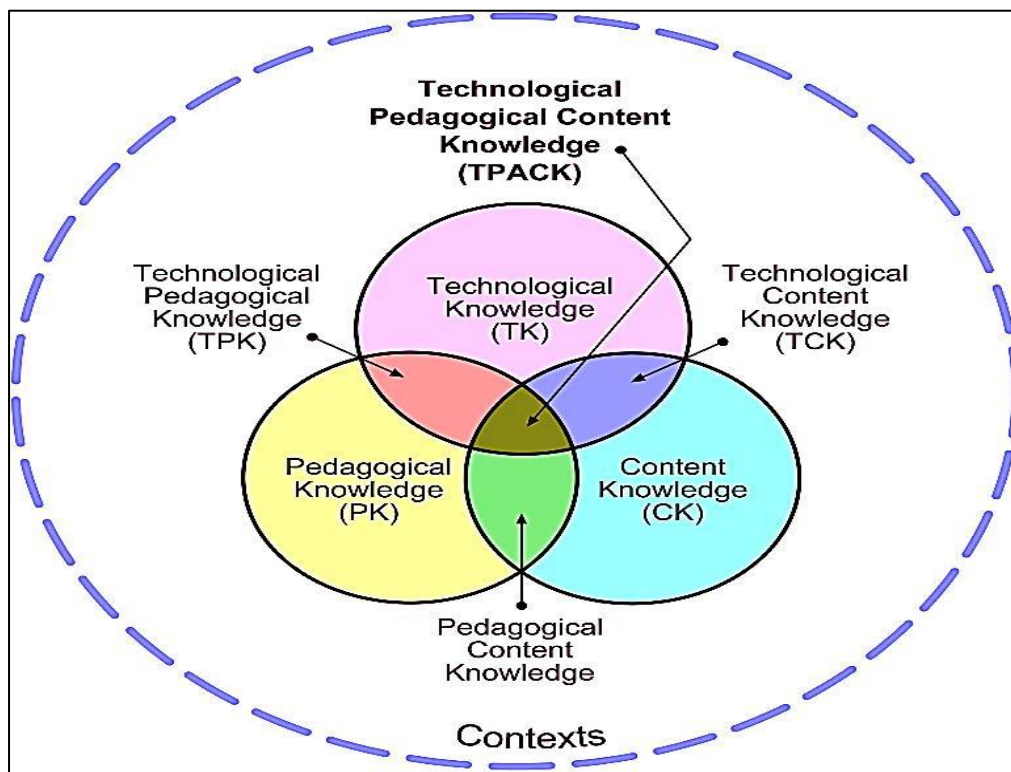 Technological
Pedagogical Content
Knowledge
(TPACK)
Technological
Pedagogical
Knowledge
(TPK)
Technological
Knowledge
(TK)
Technological
Content
Knowledge
(TCK)
Pedagogical
Knowledge
(PK)
Content
Knowledge
(CK)
Pedagogical
Content
Knowledge
Contexts